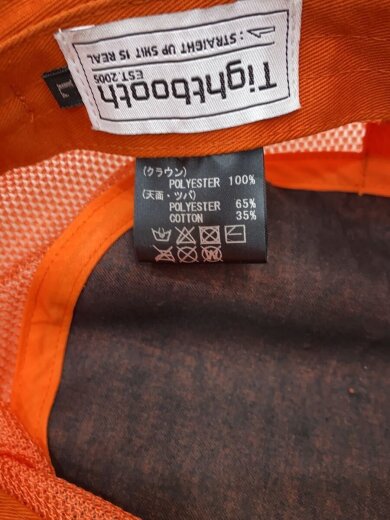 Tightbooth
EST.2005
: STRAIGHT UP SHIT IS REAL
(クラウン)
POLYESTER 100%
(天面・ツバ)
POLYESTER 65%
COTTON 35%